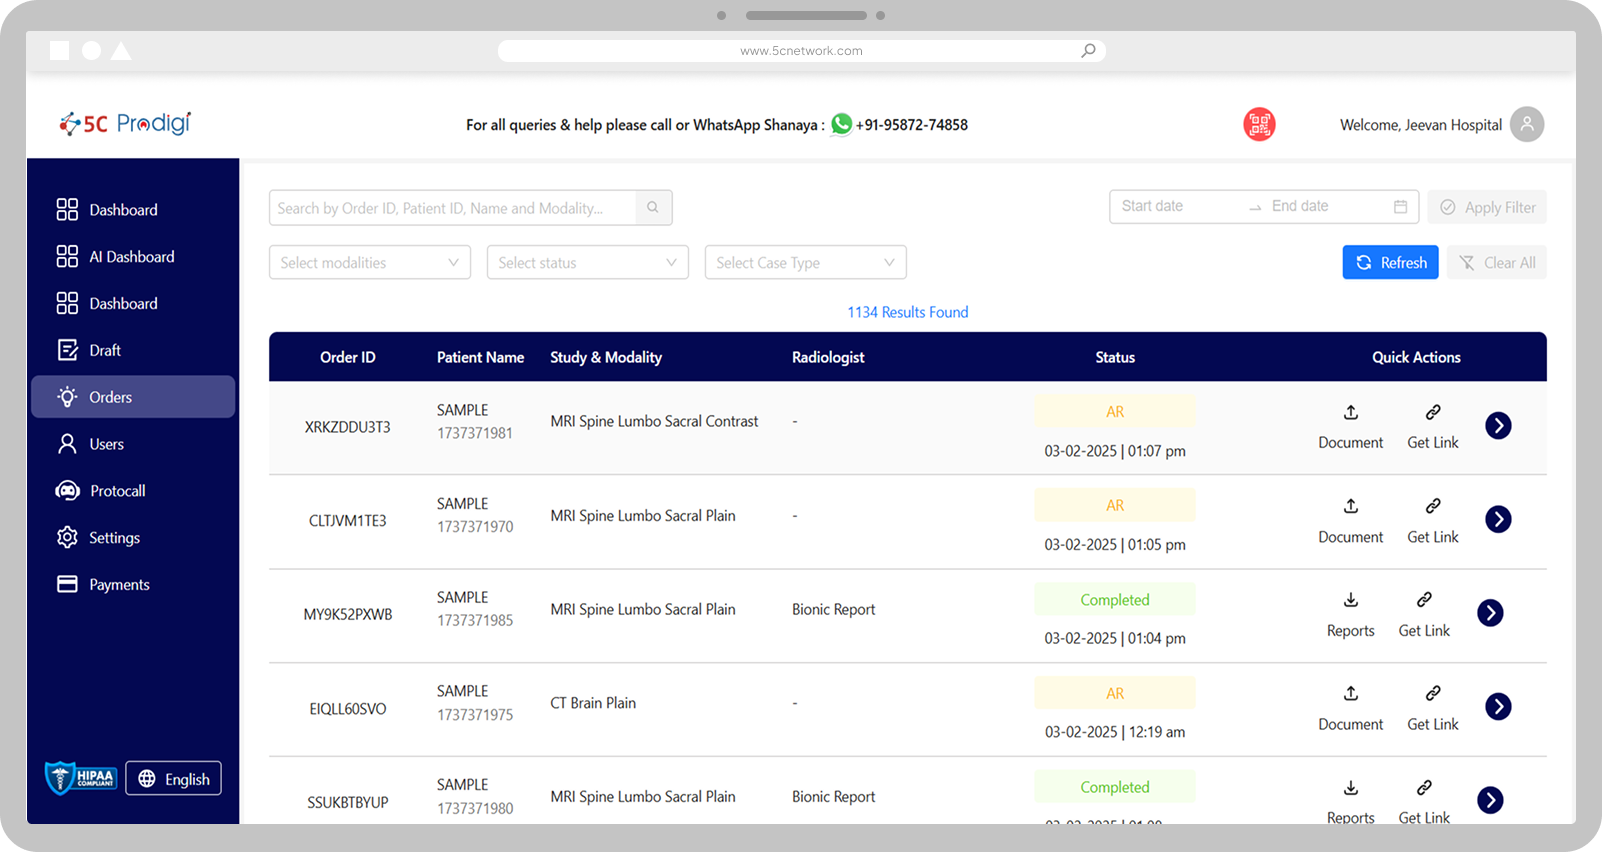 www.5cnetwork.com
5C Prodigi
For all queries & help please call or WhatsApp Shanaya : +91-95872-74858
Welcome, Jeevan Hospital
Dashboard
AI Dashboard
Dashboard
Draft
Orders
Users
Protocall
Settings
Payments
HIPAA
COMPLIANT
English
Search by Order ID, Patient ID, Name and Modality...
Start date End date
Apply Filter
Select modalities
Select status
Select Case Type
Refresh
Clear All
1134 Results Found
Order ID Patient Name Study & Modality Radiologist Status Quick Actions
XRKZDDU3T3 SAMPLE 1737371981 MRI Spine Lumbo Sacral Contrast - AR 03-02-2025 | 01:07 pm Document Get Link
CLTJVM1TE3 SAMPLE 1737371970 MRI Spine Lumbo Sacral Plain - AR 03-02-2025 | 01:05 pm Document Get Link
MY9K52PXWB SAMPLE 1737371985 MRI Spine Lumbo Sacral Plain Bionic Report Completed 03-02-2025 | 01:04 pm Reports Get Link
EIQLL60SVO SAMPLE 1737371975 CT Brain Plain - AR 03-02-2025 | 12:19 am Document Get Link
SSUKBTBYUP SAMPLE 1737371980 MRI Spine Lumbo Sacral Plain Bionic Report Completed Reports Get Link